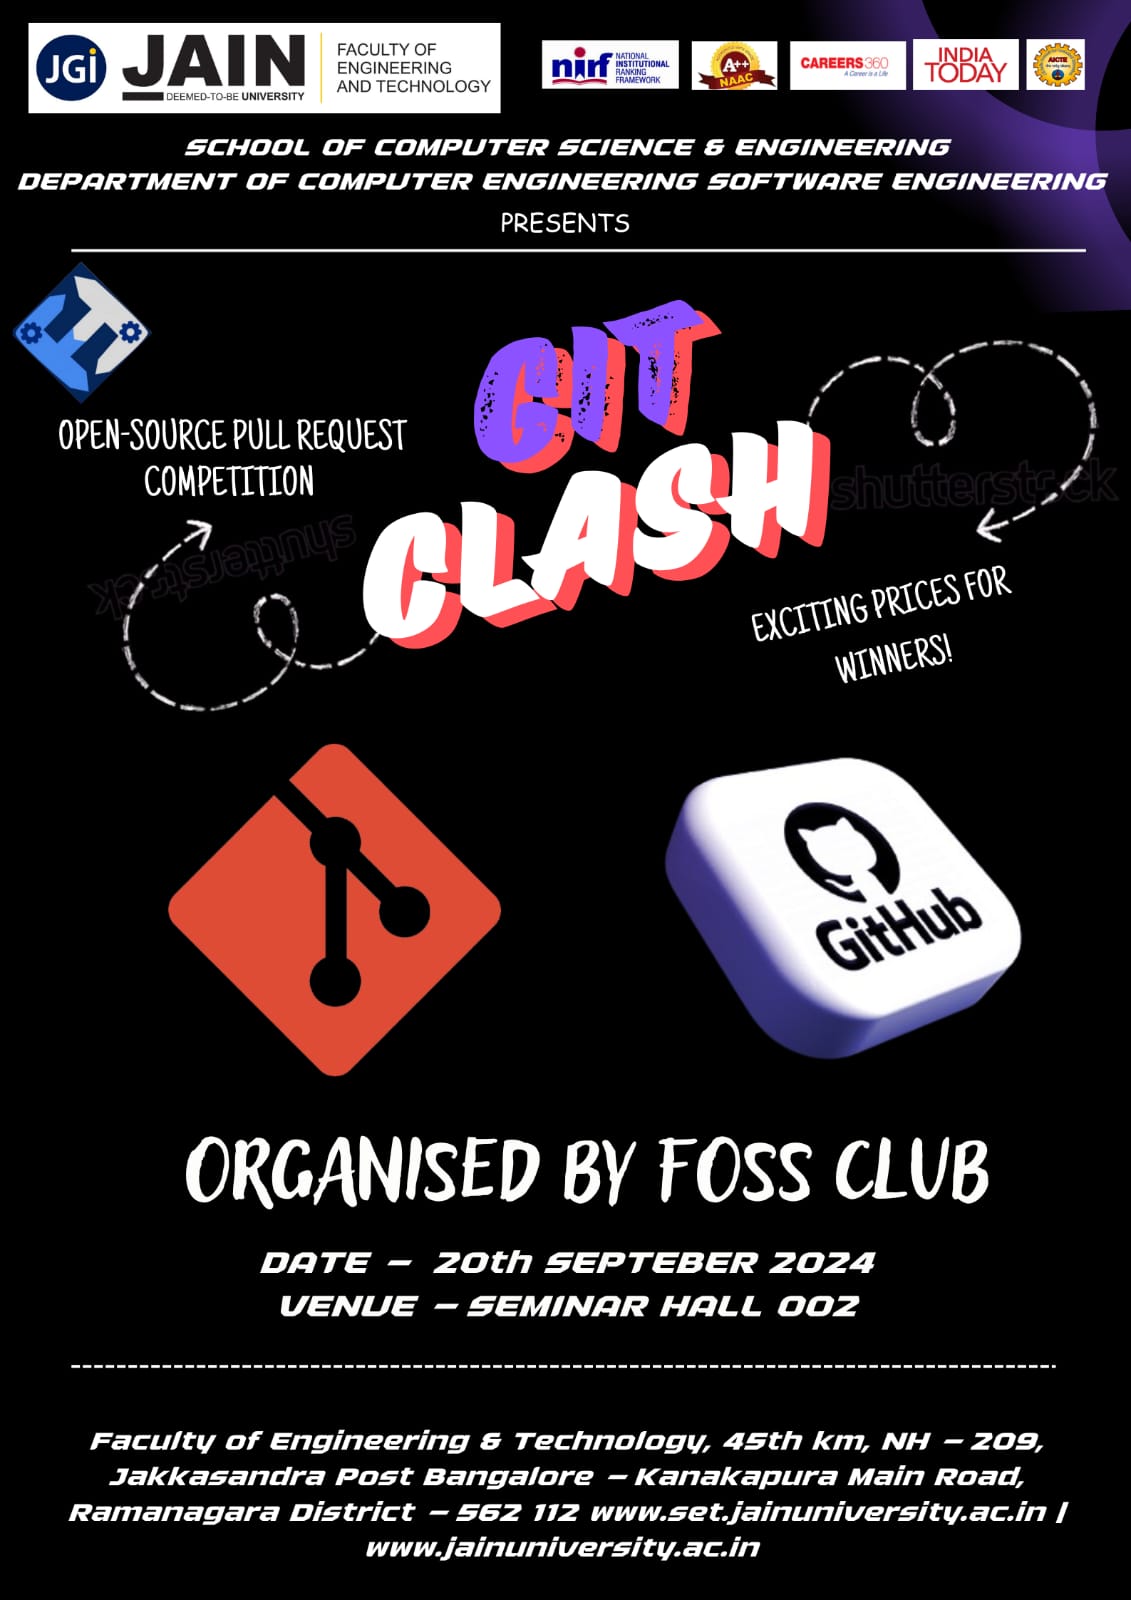 JGi JAIN
DEEMED-TO-BE UNIVERSITY
FACULTY OF
ENGINEERING
AND TECHNOLOGY
nirf NATIONAL
INSTITUTIONAL
RANKING
FRAMEWORK
A++
NAAC
CAREERS360
A Career is a Life
INDIA
TODAY
AICTE
SCHOOL OF COMPUTER SCIENCE & ENGINEERING
DEPARTMENT OF COMPUTER ENGINEERING SOFTWARE ENGINEERING
PRESENTS
GIT
CLASH
OPEN-SOURCE PULL REQUEST
COMPETITION
shutterstock
shutterstock
EXCITING PRICES FOR
WINNERS!
GitHub
ORGANISED BY FOSS CLUB
DATE – 20th SEPTEBER 2024
VENUE – SEMINAR HALL 002
Faculty of Engineering & Technology, 45th km, NH – 209,
Jakkasandra Post Bangalore – Kanakapura Main Road,
Ramanagara District – 562 112 www.set.jainuniversity.ac.in |
www.jainuniversity.ac.in